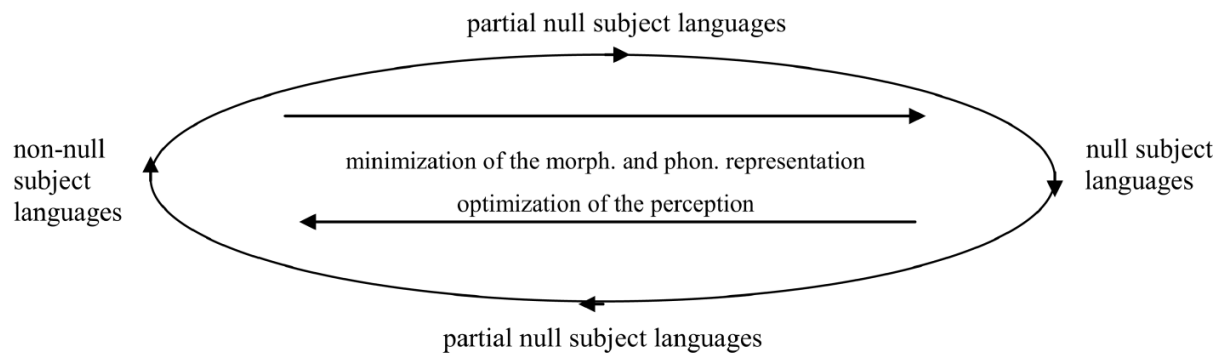 partial null subject languages
non-null
subject
languages
minimization of the morph. and phon. representation
optimization of the perception
null subject
languages
partial null subject languages